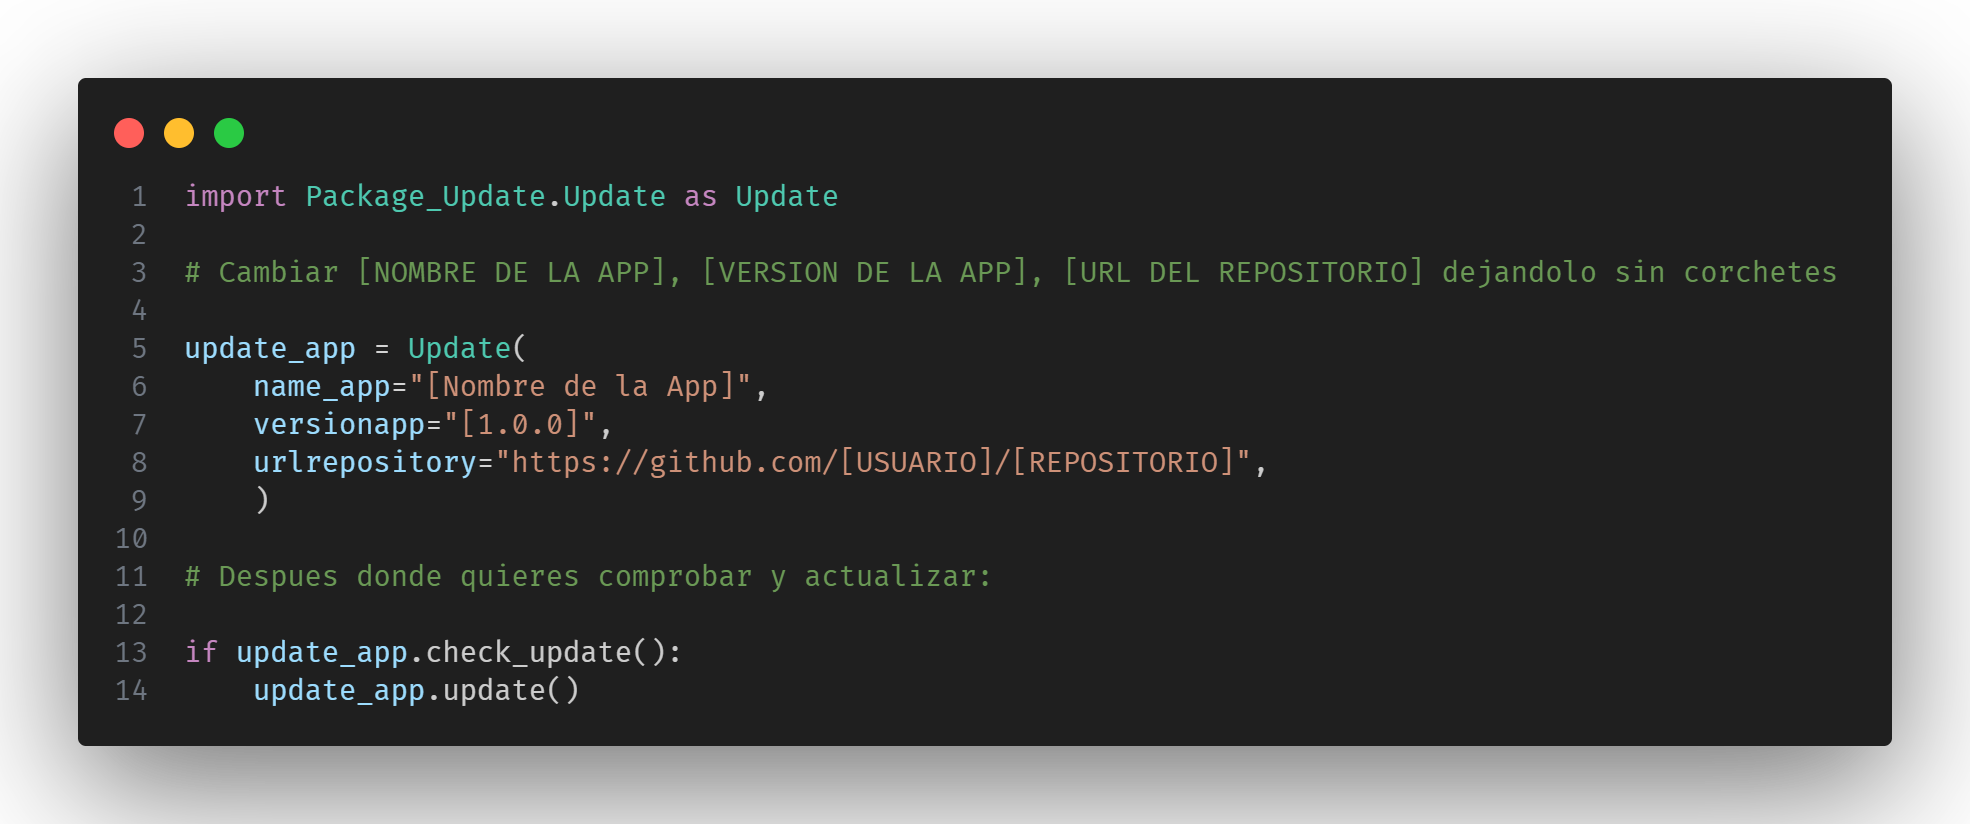 1 import Package_Update.Update as Update
2
3 # Cambiar [NOMBRE DE LA APP], [VERSION DE LA APP], [URL DEL REPOSITORIO] dejandolo sin corchetes
4
5 update_app = Update(
6     name_app="[Nombre de la App]",
7     versionapp="[1.0.0]",
8     urlrepository="https://github.com/[USUARIO]/[REPOSITORIO]",
9     )
10
11 # Despues donde quieres comprobar y actualizar:
12
13 if update_app.check_update():
14     update_app.update()